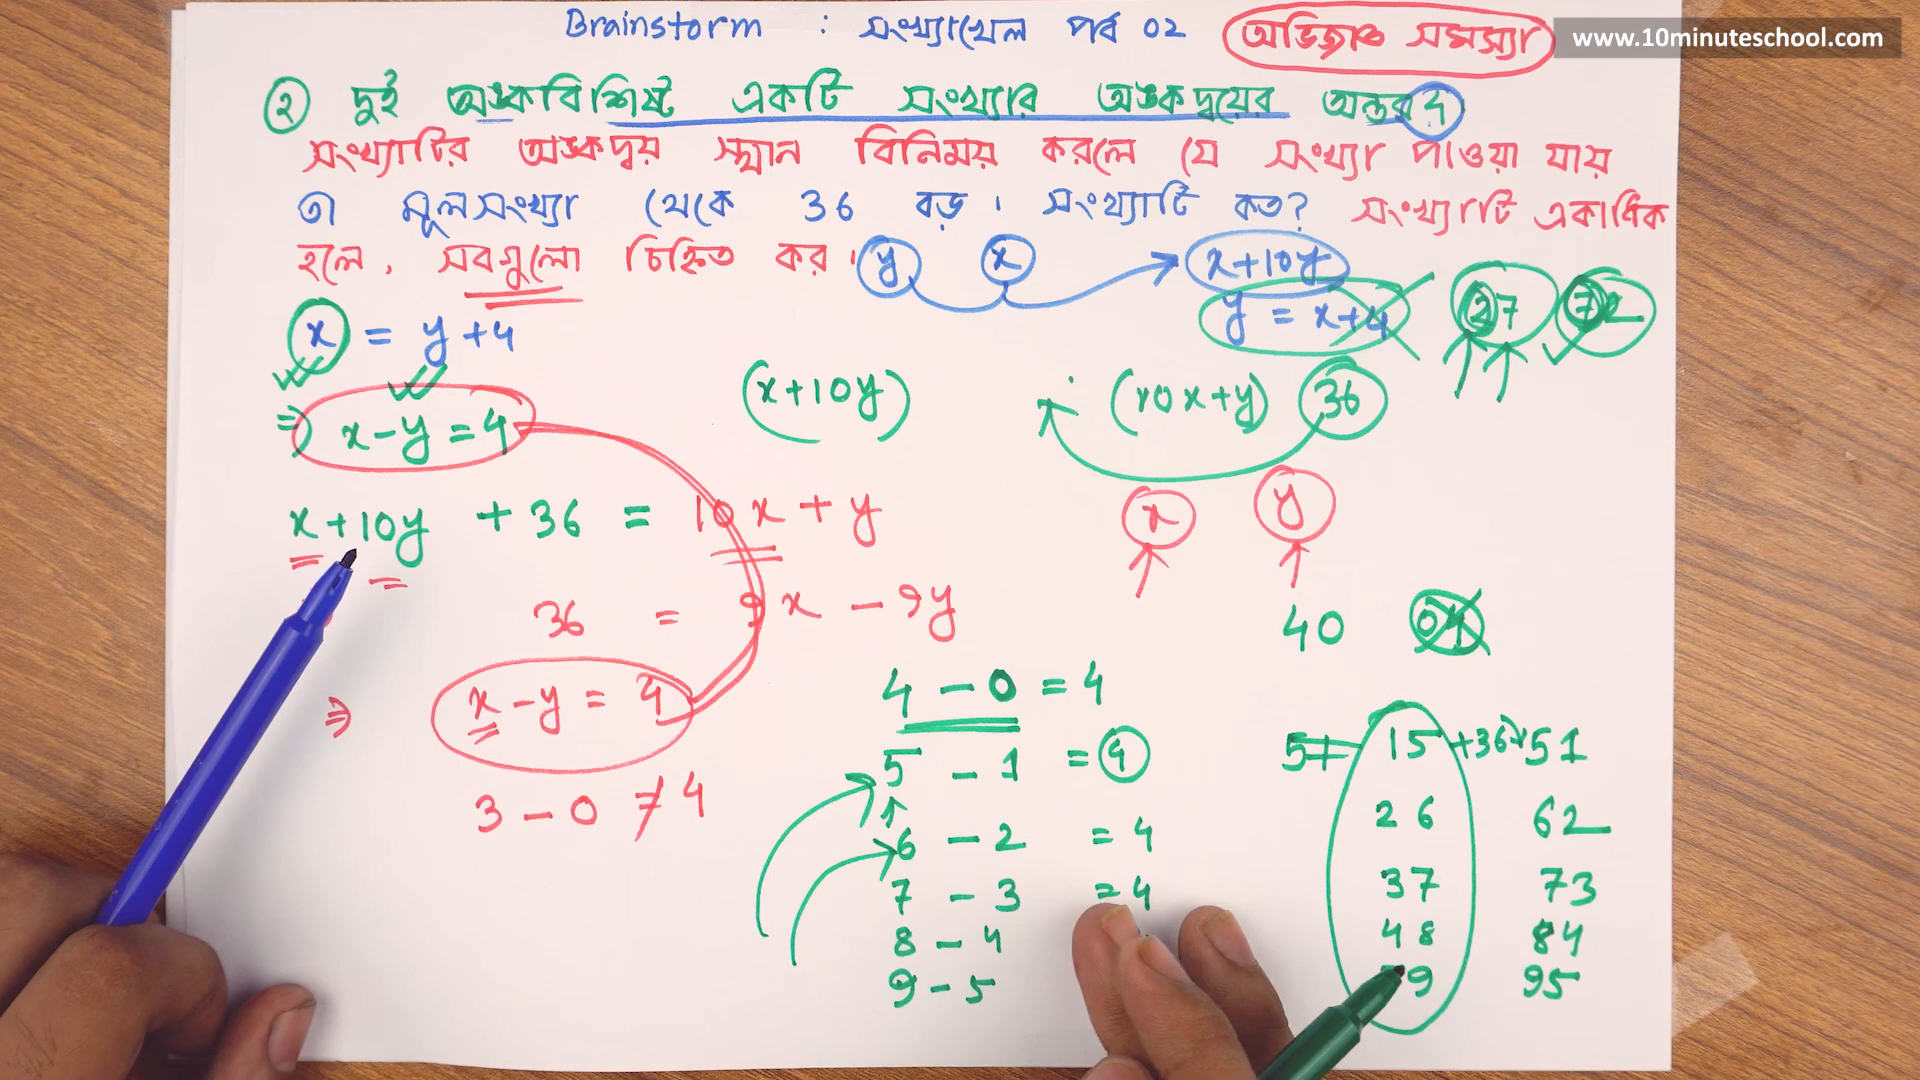 Brainstorm : সংখ্যাখেল পর্ব 02 অভিজ্ঞাত সমস্যা
www.10minuteschool.com
২ দুই অঙ্কবিশিষ্ট একটি সংখ্যার অঙ্কদ্বয়ের অন্তর 4
সংখ্যাটির অঙ্কদ্বয় স্থান বিনিময় করলে যে সংখ্যা পাওয়া যায়
তা মূলসংখ্যা থেকে 36 বড়। সংখ্যাটি কত? সংখ্যাটি একাধিক
হলে, সবগুলো চিহ্নিত কর।
y x x+10y
y = x+4 27 72
x = y+4
(x+10y) (10x+y) 36
⇒ x-y=4
x+10y +36 = 10x+y
x y
36 = 9x - 9y
40 04
⇒ x-y = 4
4 - 0 = 4
3 - 0 ≠ 4
5 - 1 = 4
51 15 +36 51
6 - 2 = 4
26 62
7 - 3 = 4
37 73
8 - 4
48 84
9 - 5
9 95